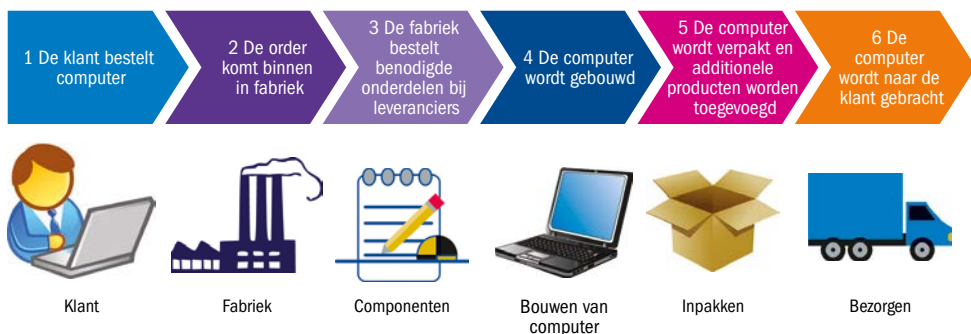 1 De klant bestelt
computer
2 De order
komt binnen
in fabriek
3 De fabriek
bestelt
benodigde
onderdelen bij
leveranciers
4 De computer
wordt gebouwd
5 De computer
wordt verpakt en
additionele
producten worden
toegevoegd
6 De
computer
wordt naar de
klant gebracht
Klant
Fabriek
Componenten
Bouwen van
computer
Inpakken
Bezorgen